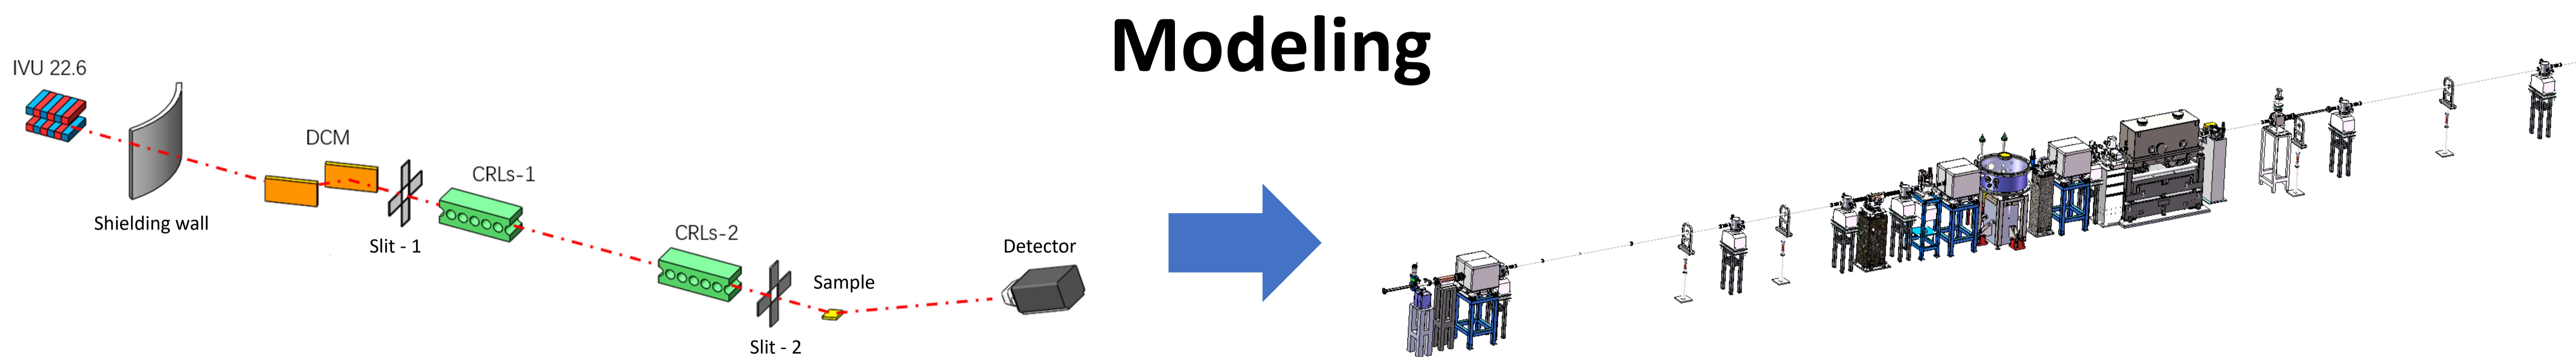 Modeling
IVU 22.6
Shielding wall
DCM
Slit - 1
CRLs-1
CRLs-2
Slit - 2
Sample
Detector